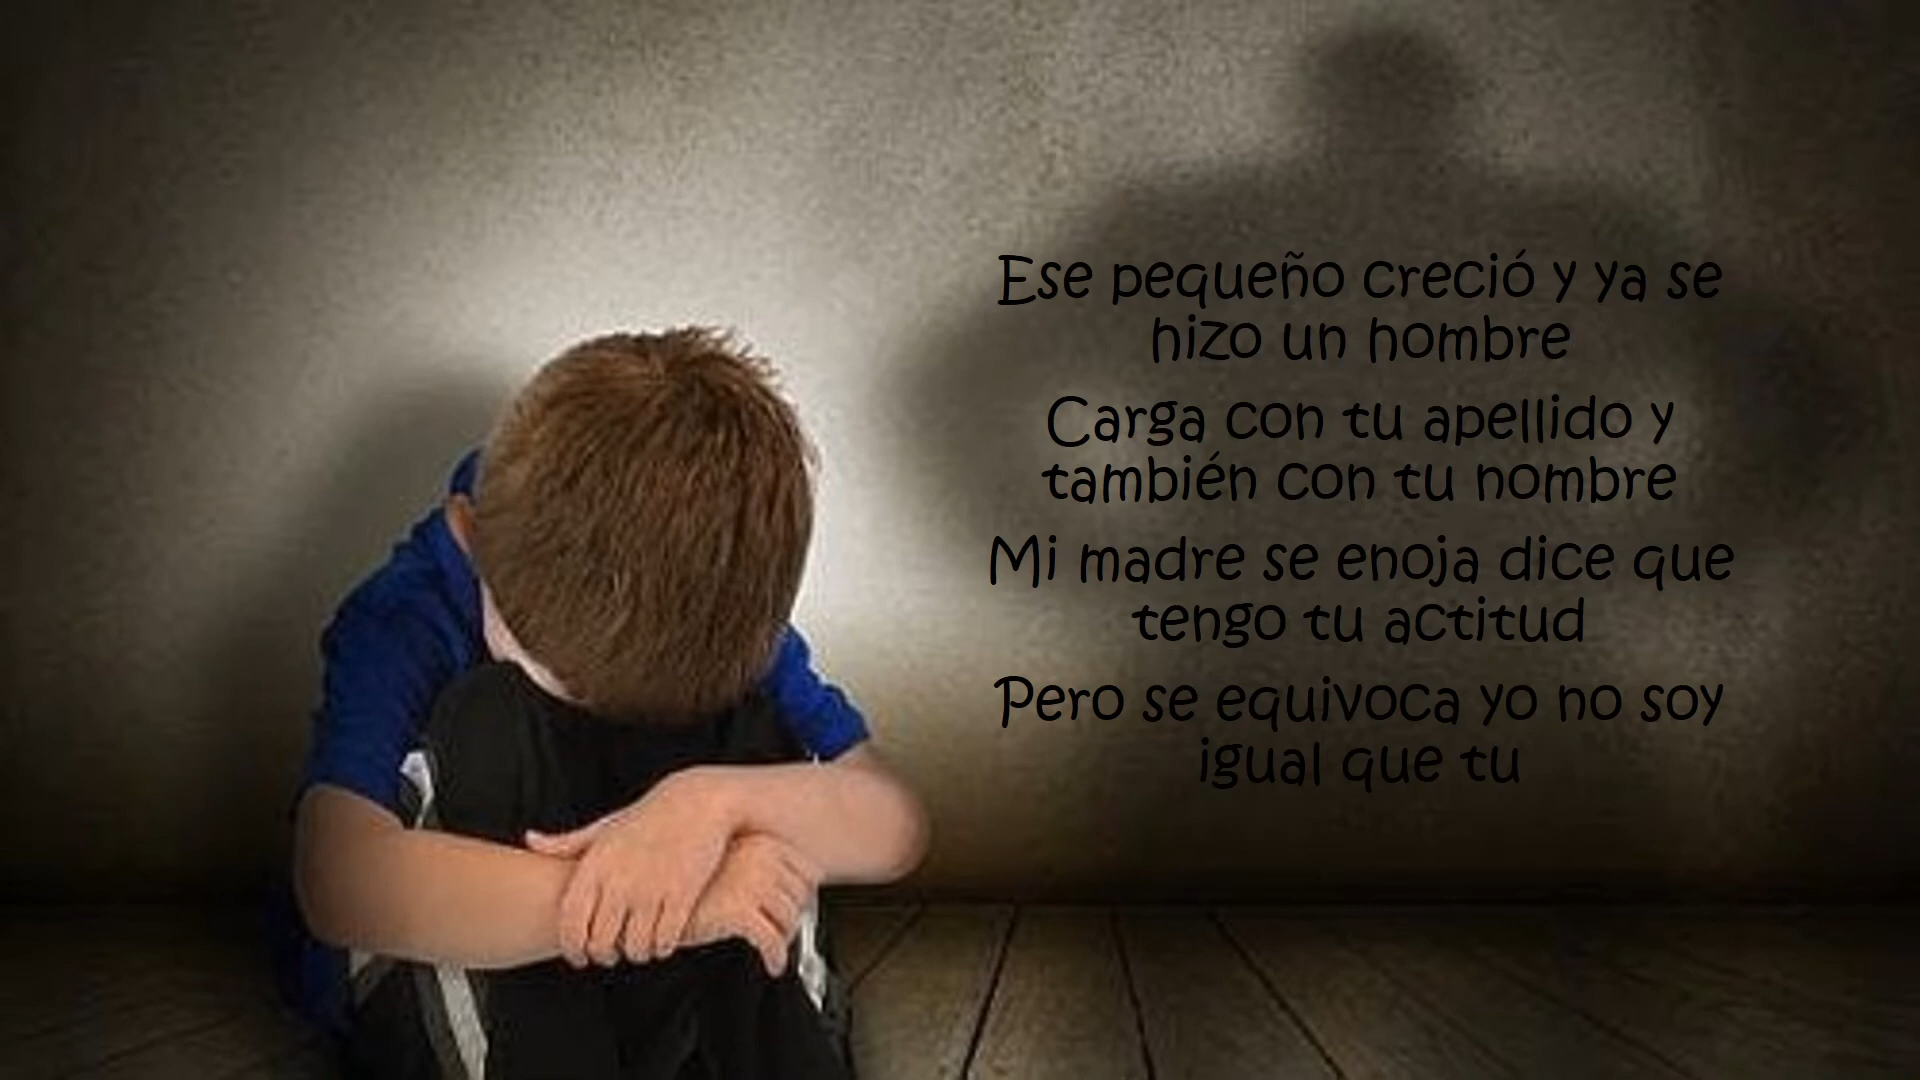 Ese pequeño creció y ya se
hizo un hombre
Carga con tu apellido y
también con tu nombre
Mi madre se enoja dice que
tengo tu actitud
Pero se equivoca yo no soy
igual que tu